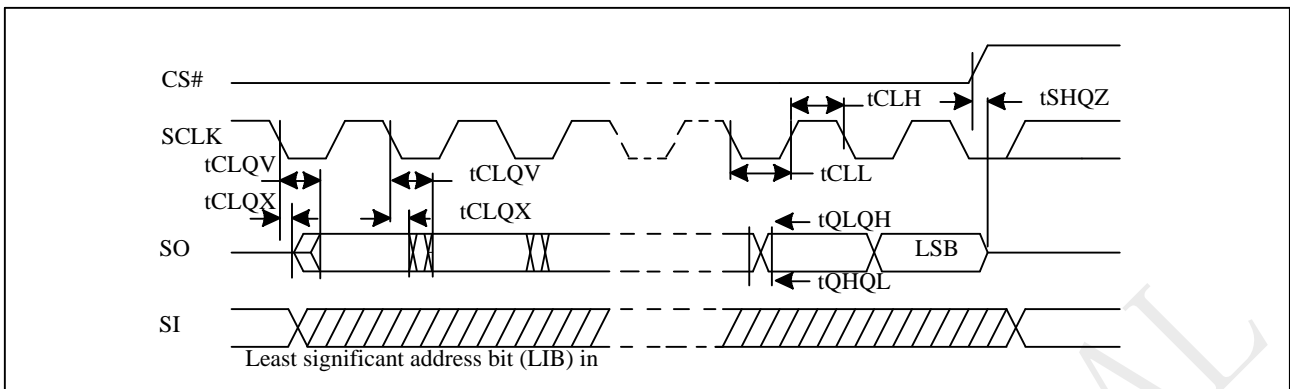 CS#
tCLH
tSHQZ
SCLK
tCLQV
tCLQV
tCLL
tCLQX
tCLQX
tQLQH
SO
LSB
tQHQL
SI
Least significant address bit (LIB) in
AL